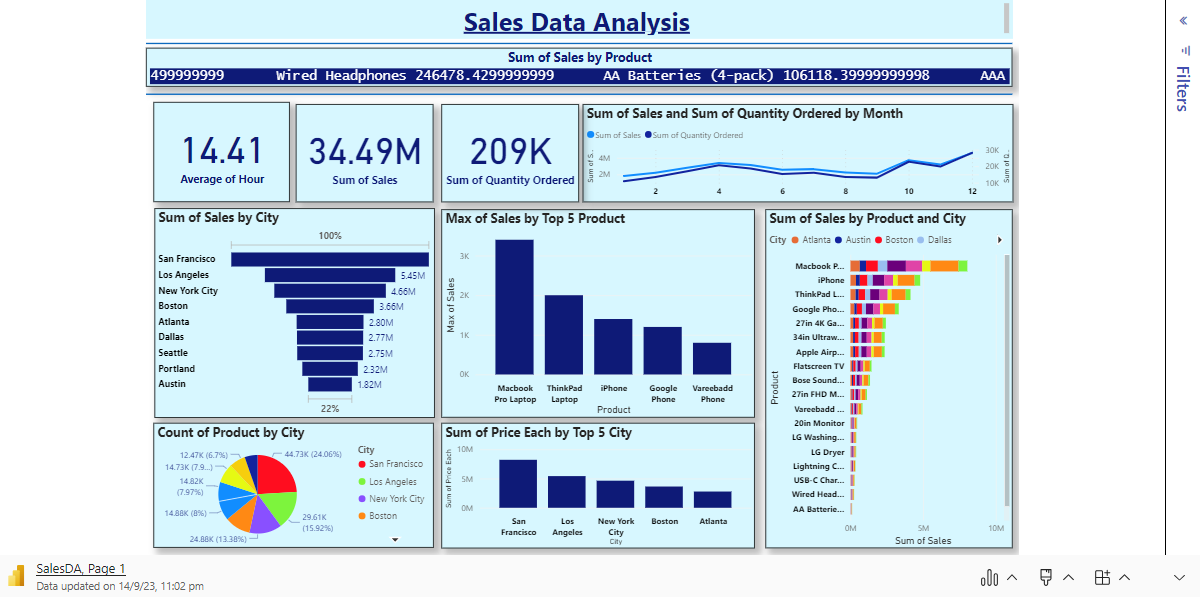 Sales Data Analysis
Sum of Sales by Product
499999999 Wired Headphones 246478.4299999999 AA Batteries (4-pack) 106118.39999999998 AAA
14.41
Average of Hour
34.49M
Sum of Sales
209K
Sum of Quantity Ordered
Sum of Sales and Sum of Quantity Ordered by Month
Sum of Sales Sum of Quantity Ordered
Sum of S...
4M
2M
30K
20K
10K
Sum of Q...
2 4 6 8 10 12
Sum of Sales by City
100%
San Francisco
Los Angeles 5.45M
New York City 4.66M
Boston 3.66M
Atlanta 2.80M
Dallas 2.77M
Seattle 2.75M
Portland 2.32M
Austin 1.82M
22%
Max of Sales by Top 5 Product
Max of Sales
3K
2K
1K
0K
Macbook Pro Laptop
ThinkPad Laptop
iPhone
Google Phone
Vareebadd Phone
Product
Sum of Sales by Product and City
City Atlanta Austin Boston Dallas
Product
Macbook P...
iPhone
ThinkPad L...
Google Pho...
27in 4K Ga...
34in Ultraw...
Apple Airp...
Flatscreen TV
Bose Sound...
27in FHD M...
Vareebadd ...
20in Monitor
LG Washing...
LG Dryer
Lightning C...
USB-C Char...
Wired Head...
AA Batterie...
0M 5M 10M
Sum of Sales
Count of Product by City
44.73K (24.06%)
29.61K
(15.92%)
24.88K (13.38%)
14.88K (8%)
14.82K
(7.97%)
14.73K (7.9...)
12.47K (6.7%)
City
San Francisco
Los Angeles
New York City
Boston
Sum of Price Each by Top 5 City
Sum of Price Each
10M
5M
0M
San Francisco
Los Angeles
New York City
Boston
Atlanta
City
Filters
SalesDA, Page 1
Data updated on 14/9/23, 11:02 pm